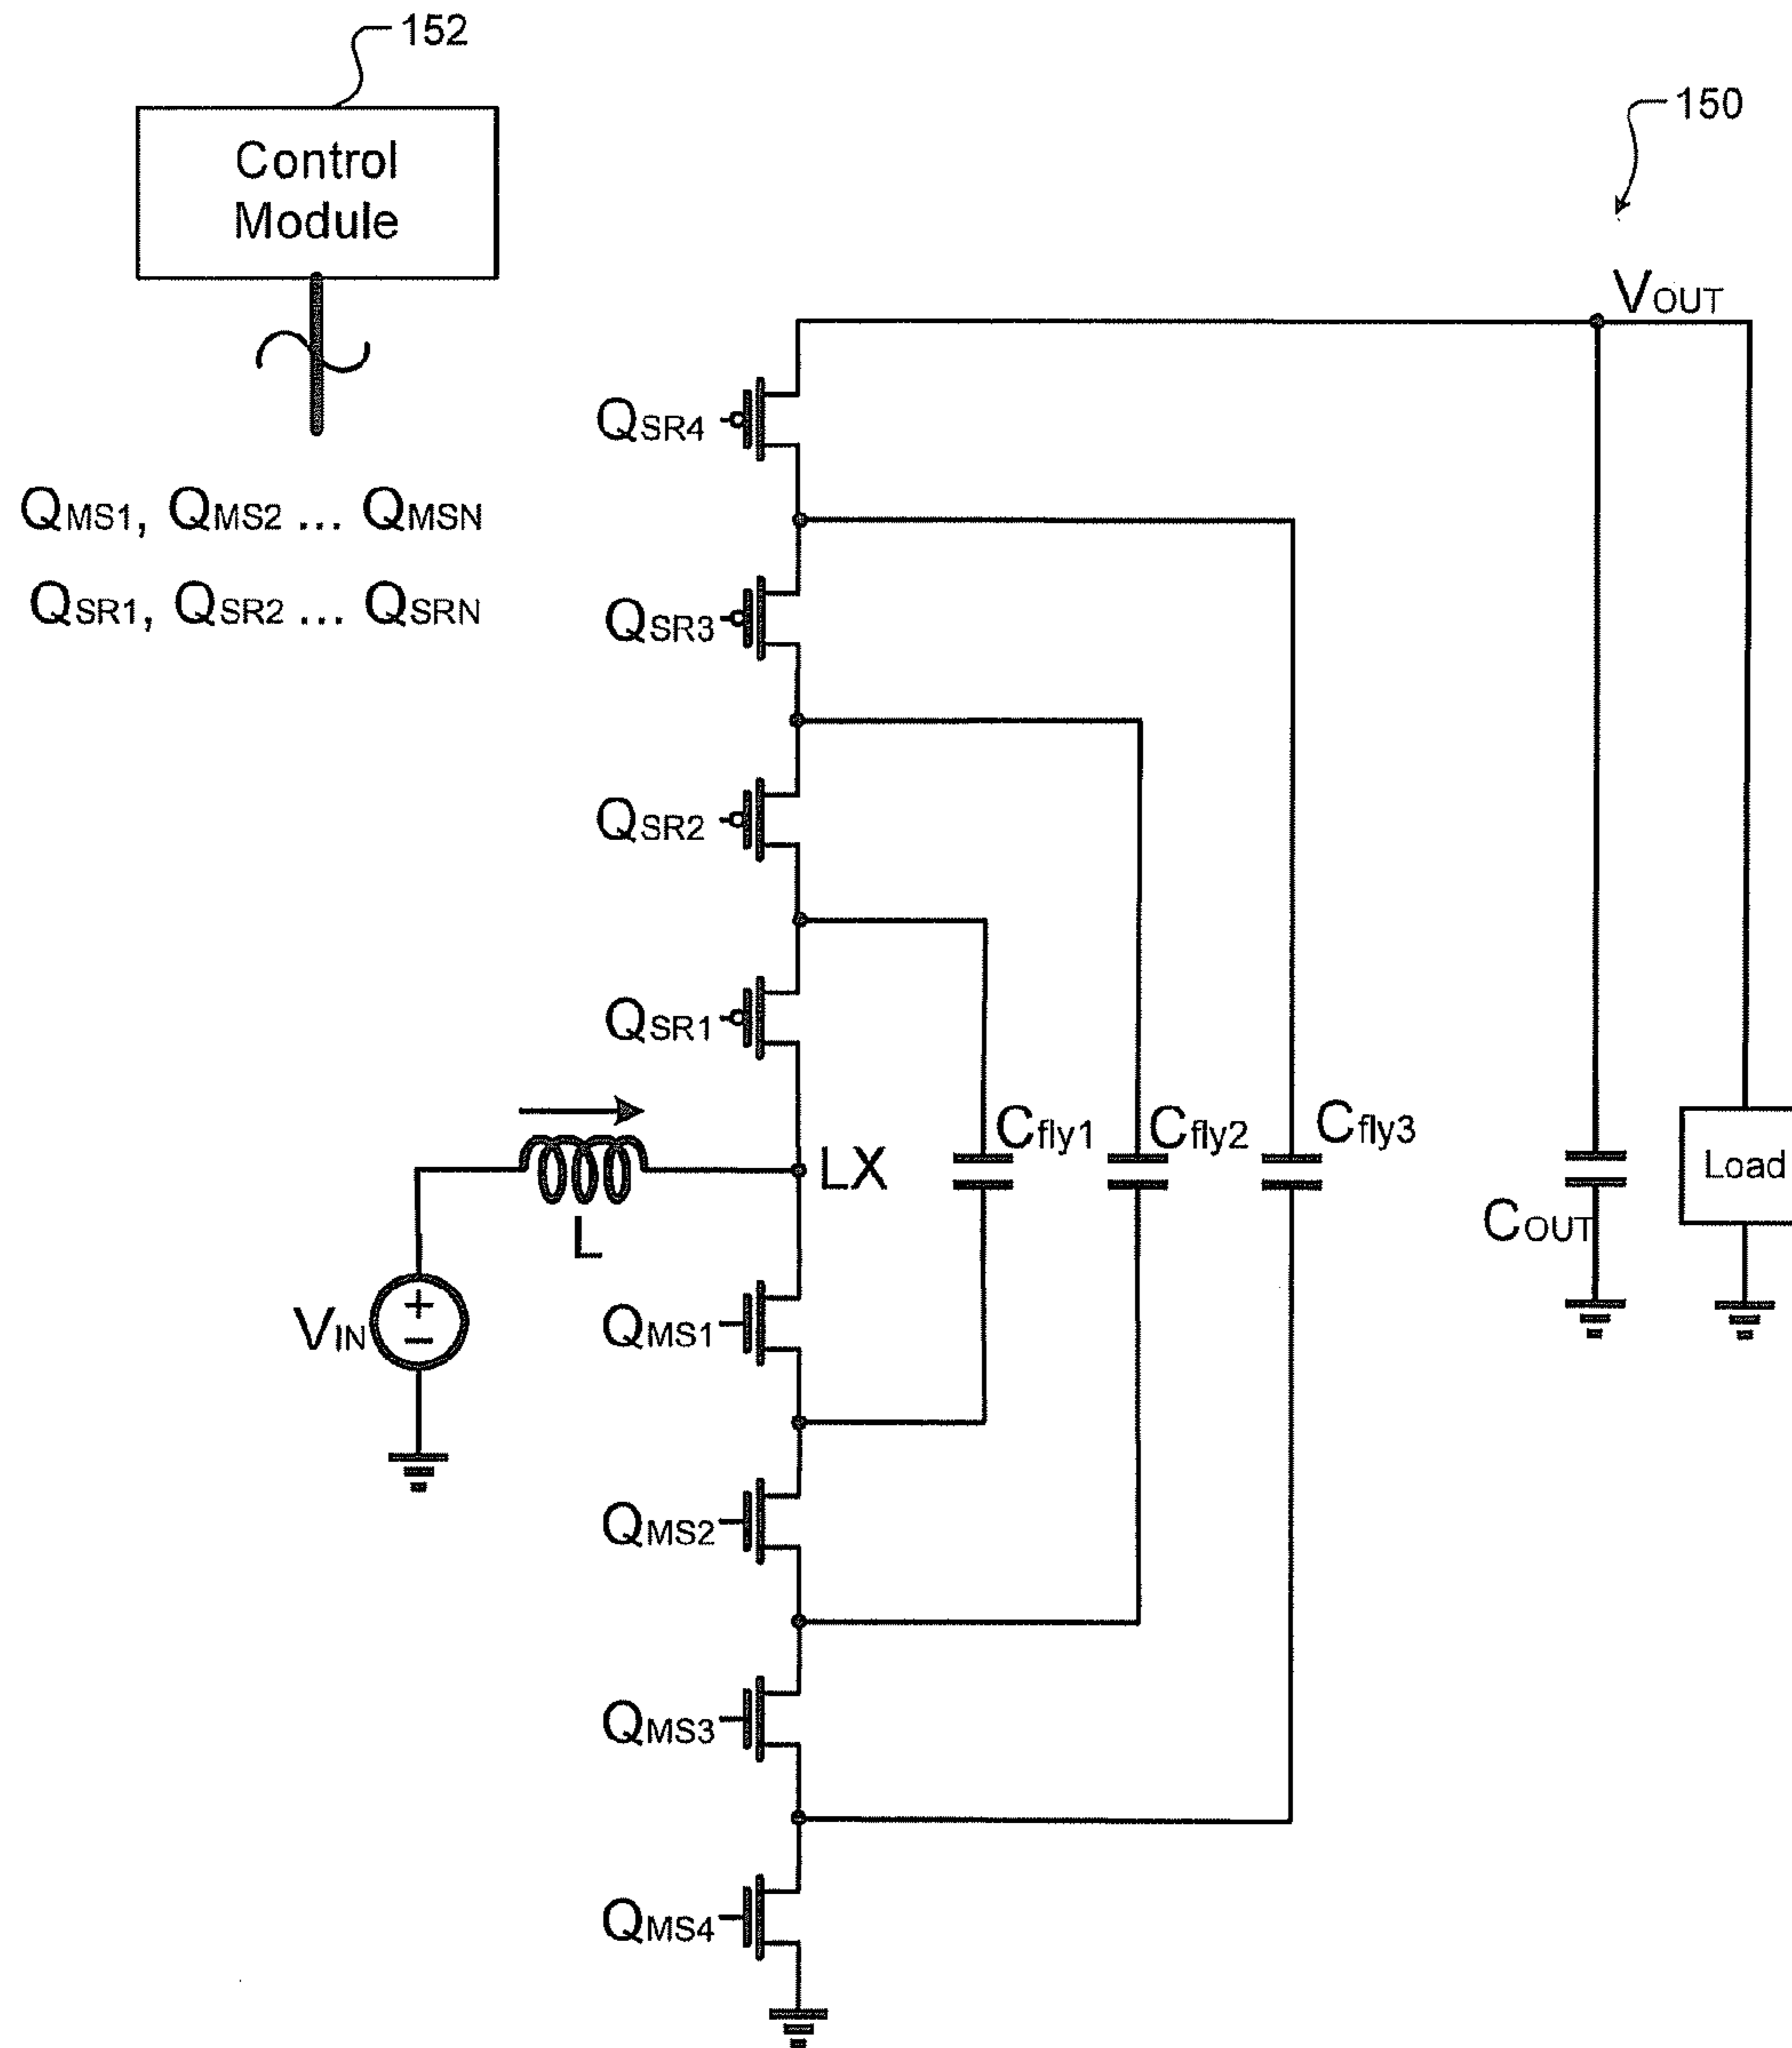 152
Control
Module
150
VOUT
QMS1, QMS2 ... QMSN
QSR1, QSR2 ... QSRN
QSR4
QSR3
QSR2
QSR1
Cfly1
Cfly2
Cfly3
LX
L
COUT
Load
VIN
+
−
QMS1
QMS2
QMS3
QMS4